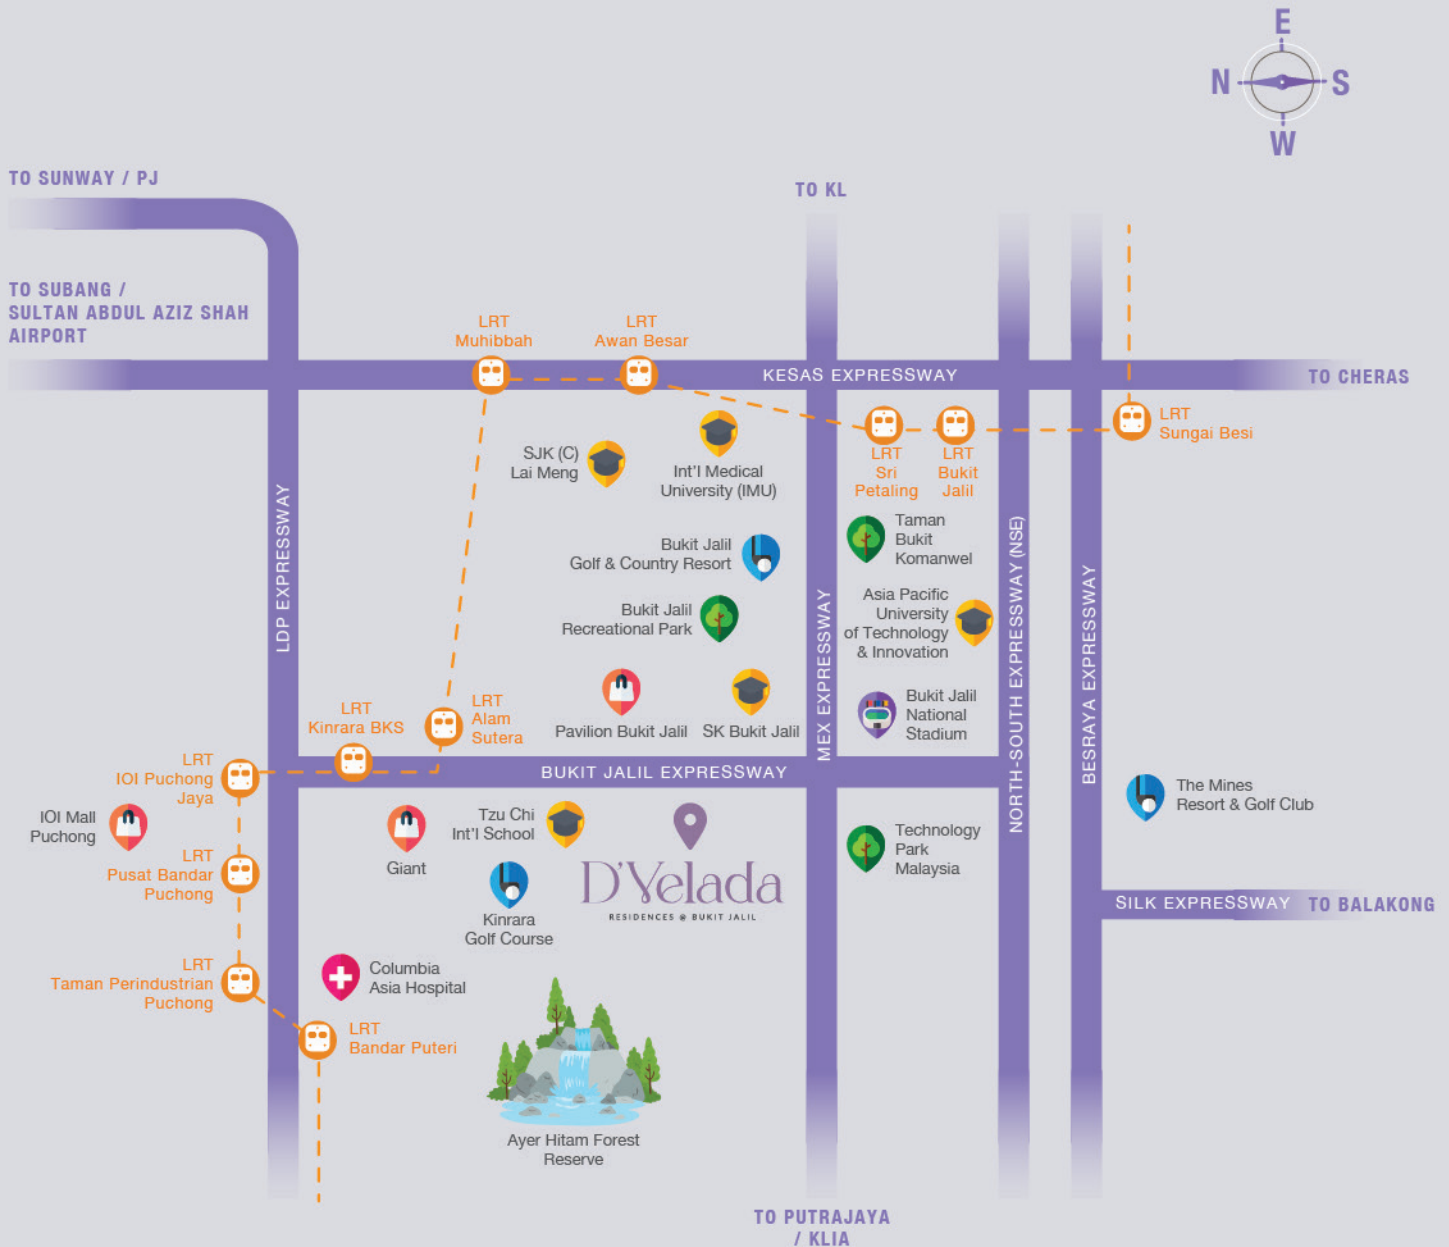 E
N S
W
TO SUNWAY / PJ
TO KL
TO SUBANG /
SULTAN ABDUL AZIZ SHAH
AIRPORT
LRT
Muhibbah
LRT
Awan Besar
KESAS EXPRESSWAY
TO CHERAS
LRT
Sungai Besi
SJK (C)
Lai Meng
Int'l Medical
University (IMU)
LRT
Sri
Petaling
LRT
Bukit
Jalil
LDP EXPRESSWAY
Bukit Jalil
Golf & Country Resort
Taman
Bukit
Komanwel
Bukit Jalil
Recreational Park
MEX EXPRESSWAY
Asia Pacific
University
of Technology
& Innovation
NORTH-SOUTH EXPRESSWAY (NSE)
BESRAYA EXPRESSWAY
LRT
Kinrara BKS
LRT
Alam
Sutera
Pavilion Bukit Jalil
SK Bukit Jalil
Bukit Jalil
National
Stadium
LRT
IOI Puchong
Jaya
BUKIT JALIL EXPRESSWAY
The Mines
Resort & Golf Club
IOI Mall
Puchong
Giant
Tzu Chi
Int'l School
Technology
Park
Malaysia
LRT
Pusat Bandar
Puchong
D'Velada
RESIDENCES @ BUKIT JALIL
Kinrara
Golf Course
SILK EXPRESSWAY
TO BALAKONG
LRT
Taman Perindustrian
Puchong
Columbia
Asia Hospital
LRT
Bandar Puteri
Ayer Hitam Forest
Reserve
TO PUTRAJAYA
/ KLIA